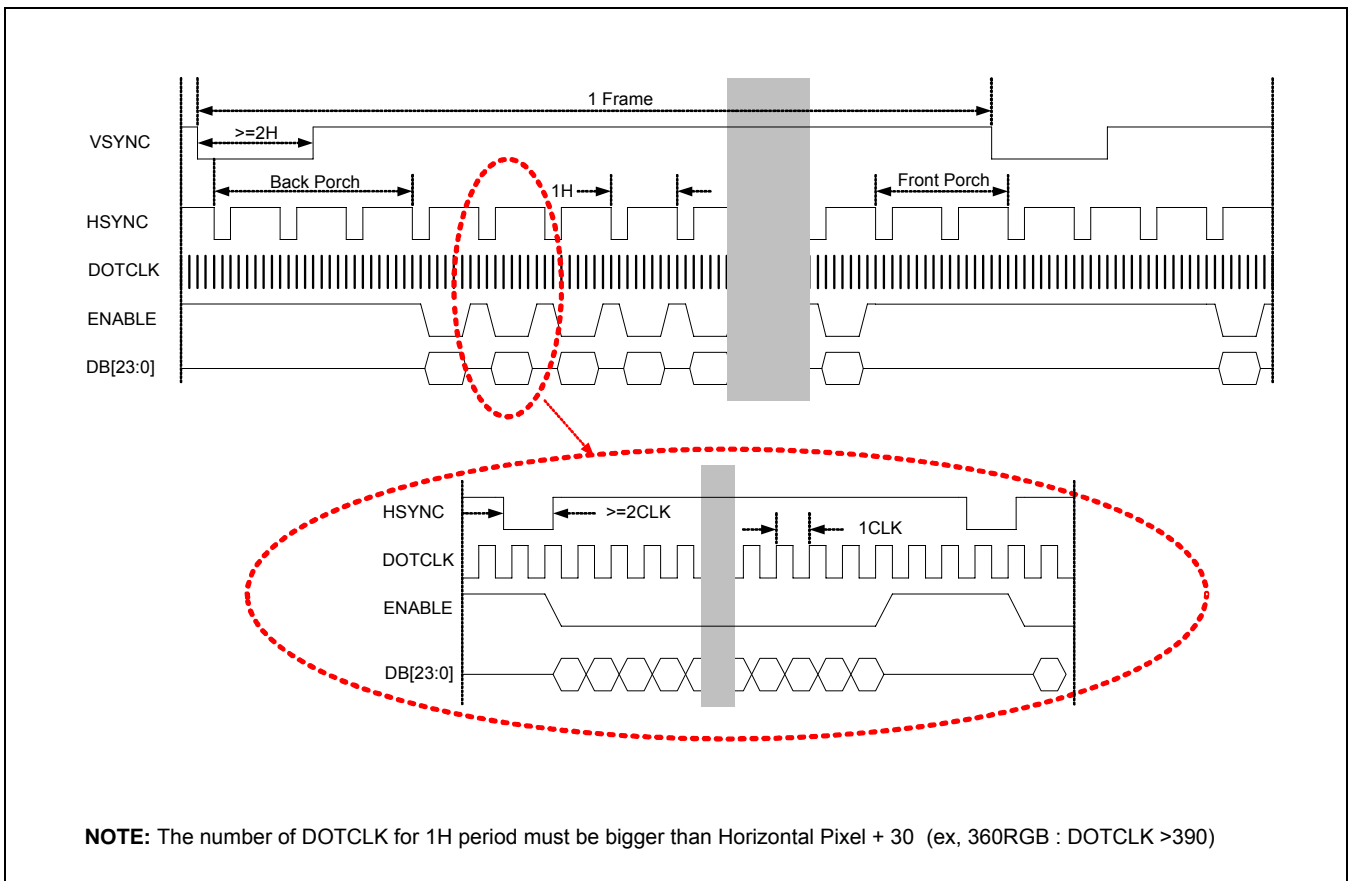 1 Frame
VSYNC
>=2H
Back Porch
1H
Front Porch
HSYNC
DOTCLK
ENABLE
DB[23:0]
HSYNC
>=2CLK
1CLK
DOTCLK
ENABLE
DB[23:0]
NOTE: The number of DOTCLK for 1H period must be bigger than Horizontal Pixel + 30 (ex, 360RGB : DOTCLK >390)